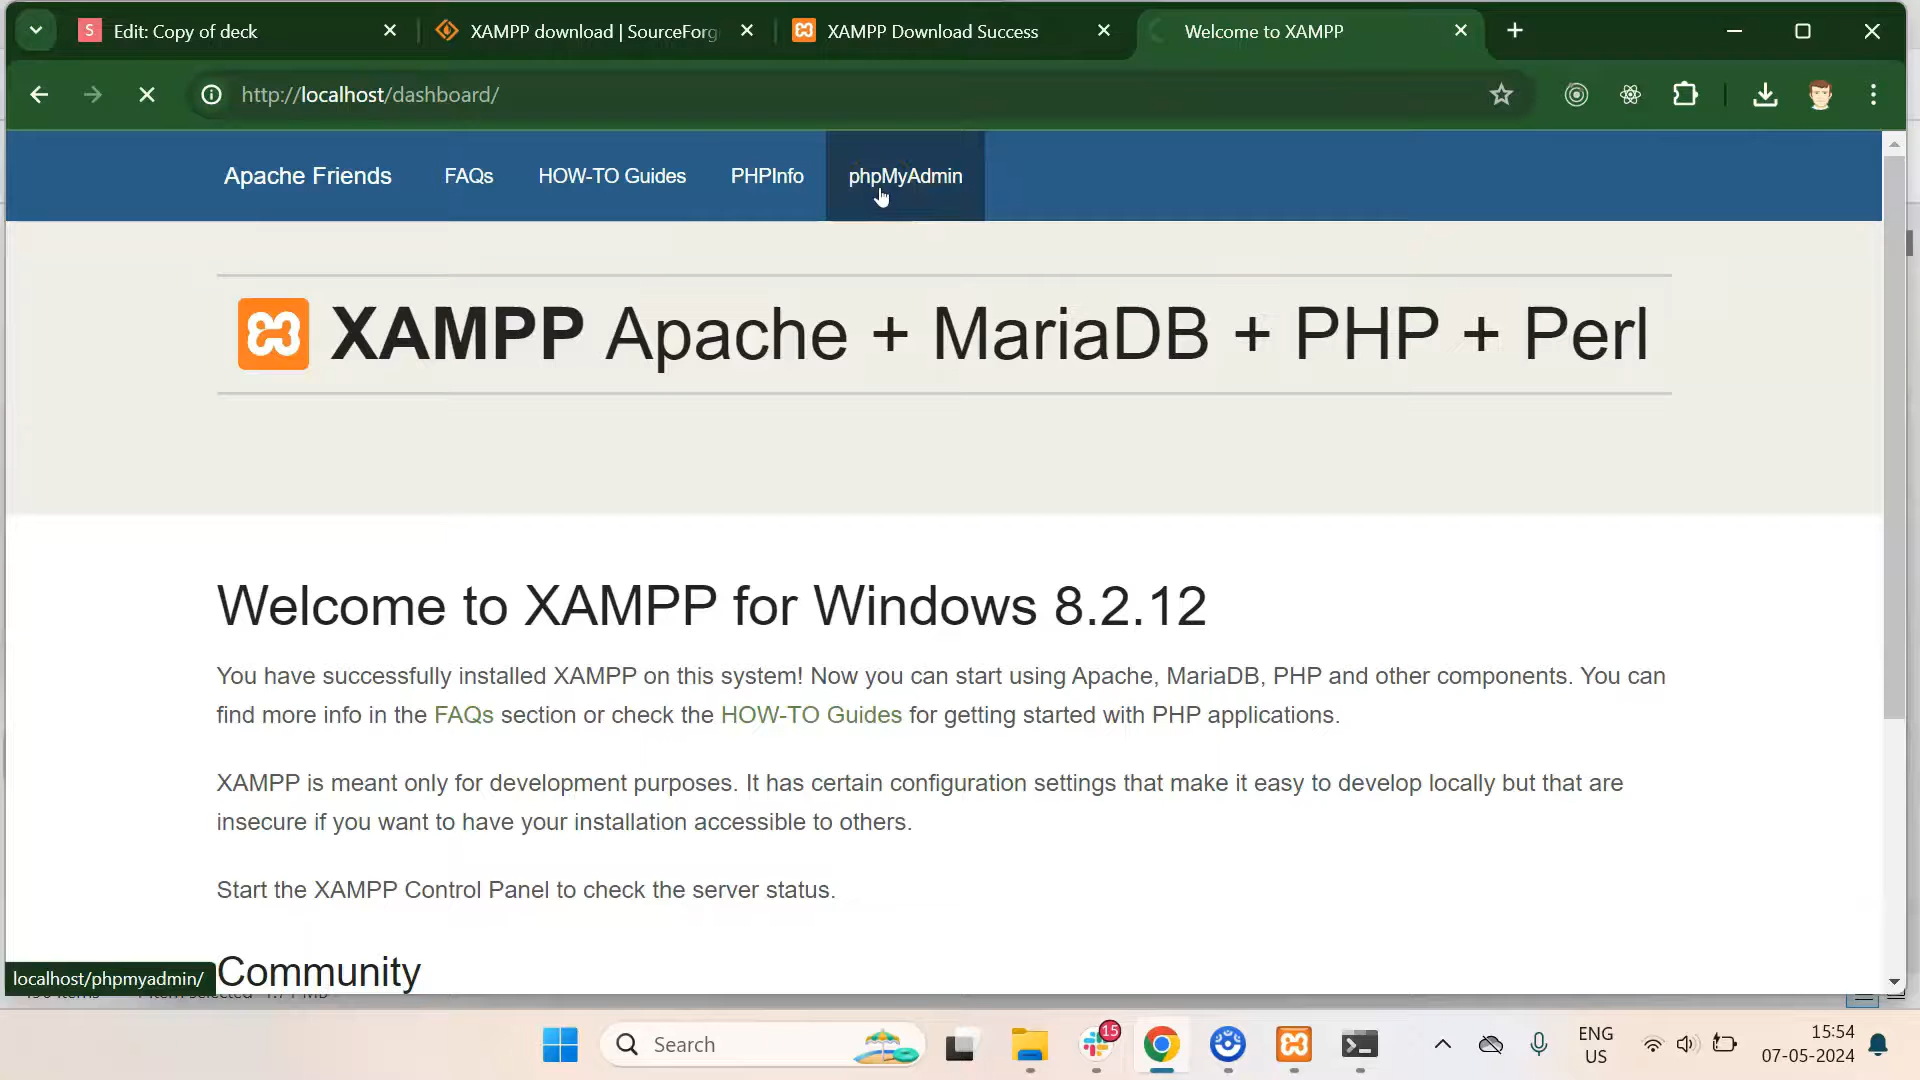 Edit: Copy of deck
XAMPP download | SourceForg
XAMPP Download Success
Welcome to XAMPP
http://localhost/dashboard/
Apache Friends
FAQs
HOW-TO Guides
PHPInfo
phpMyAdmin
XAMPP Apache + MariaDB + PHP + Perl
Welcome to XAMPP for Windows 8.2.12
You have successfully installed XAMPP on this system! Now you can start using Apache, MariaDB, PHP and other components. You can
find more info in the FAQs section or check the HOW-TO Guides for getting started with PHP applications.
XAMPP is meant only for development purposes. It has certain configuration settings that make it easy to develop locally but that are
insecure if you want to have your installation accessible to others.
Start the XAMPP Control Panel to check the server status.
Community
localhost/phpmyadmin/
Search
15
ENG
US
15:54
07-05-2024